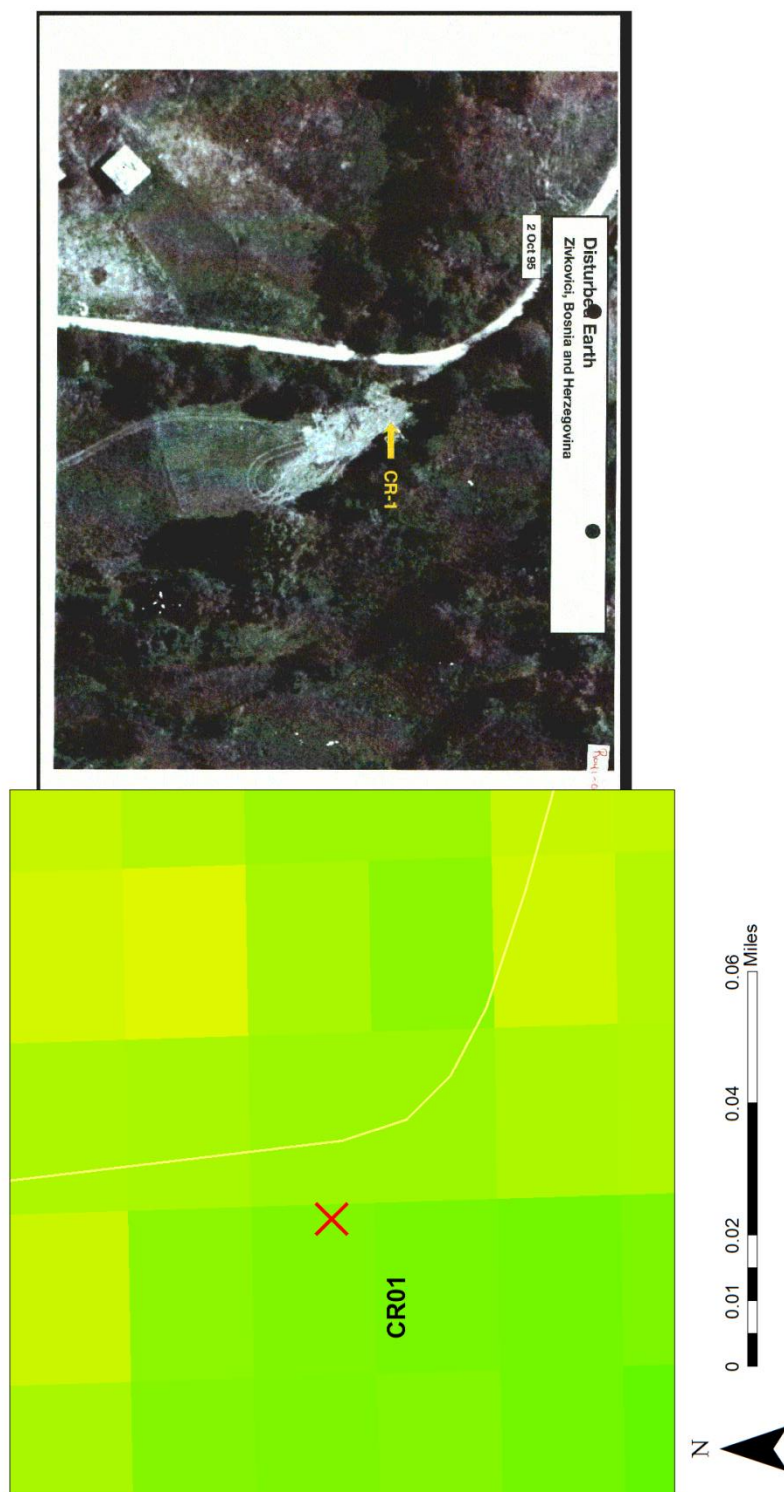 Disturbed Earth
Zivkovici, Bosnia and Herzegovina
2 Oct 95
CR-1
CR01
N
0 0.01 0.02 0.04 0.06
Miles